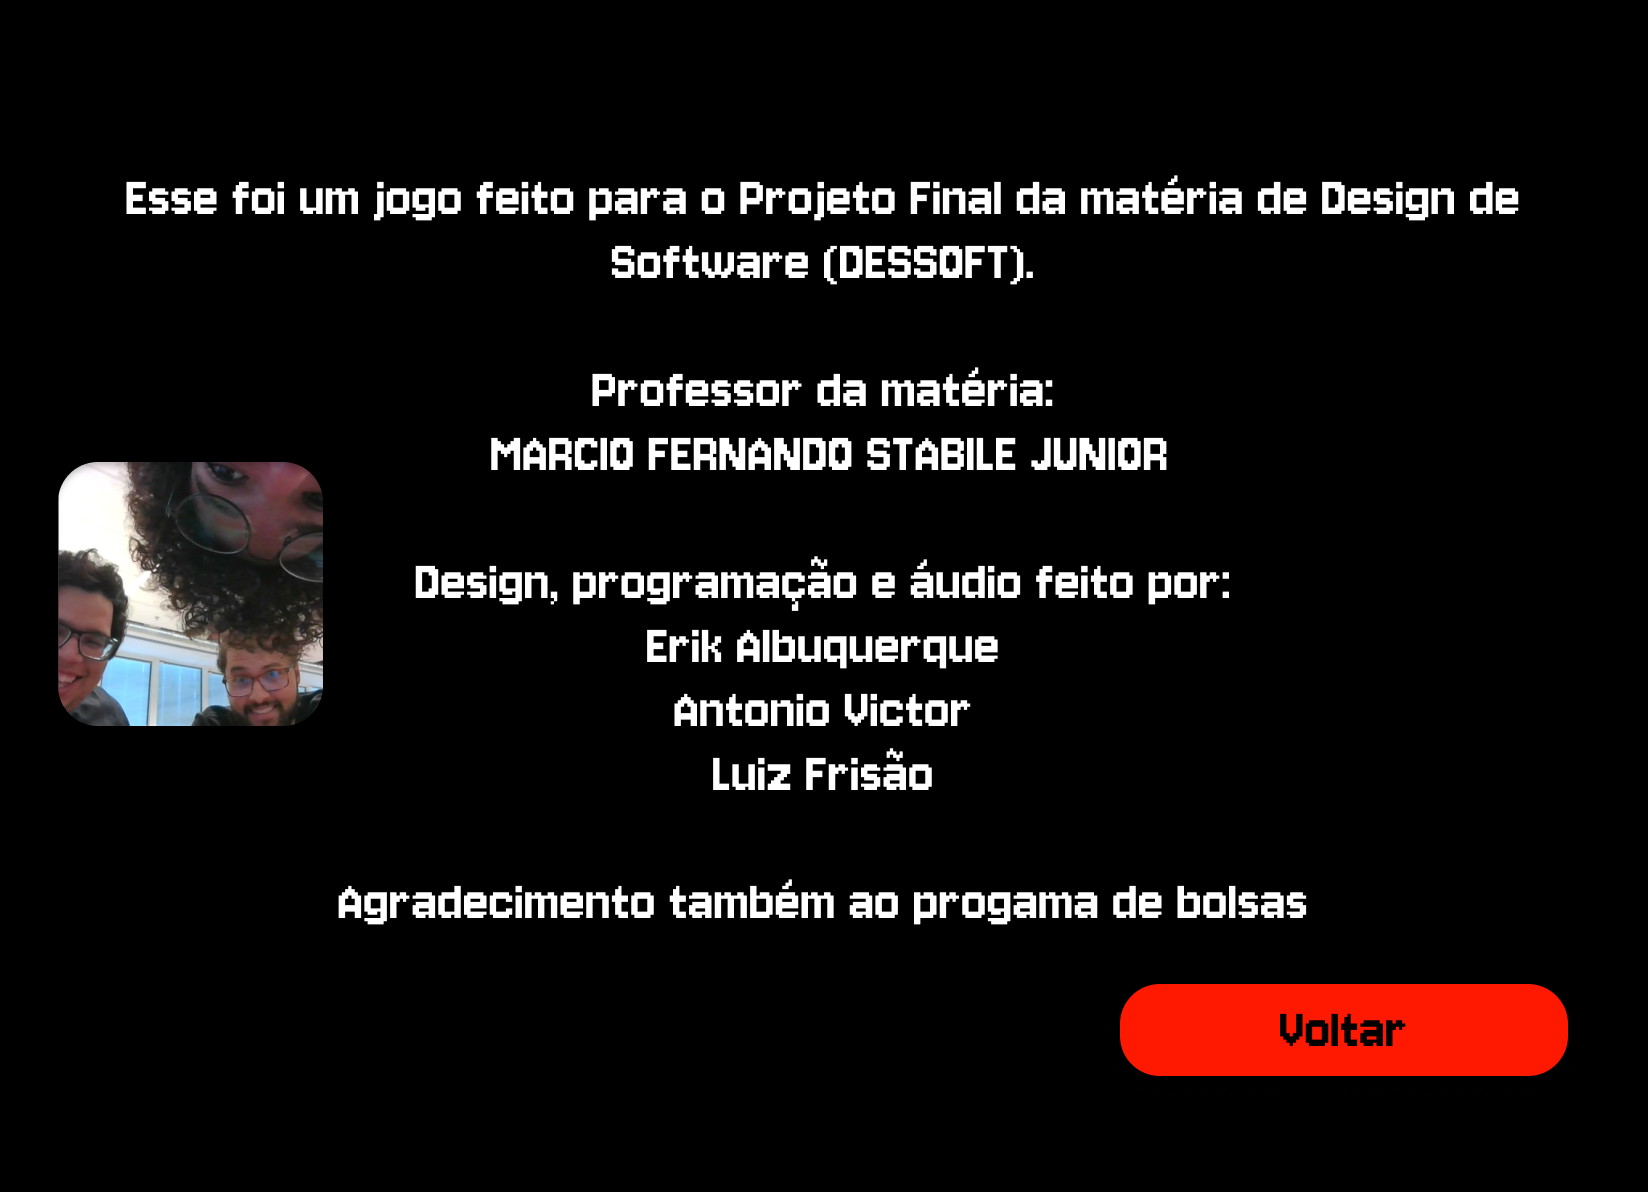 Esse foi um jogo feito para o Projeto Final da matéria de Design de
Software (DESSOFT).
Professor da matéria:
MARCIO FERNANDO STABILE JUNIOR
Design, programação e áudio feito por:
Erik Albuquerque
Antonio Victor
Luiz Frisão
Agradecimento também ao progama de bolsas
Voltar